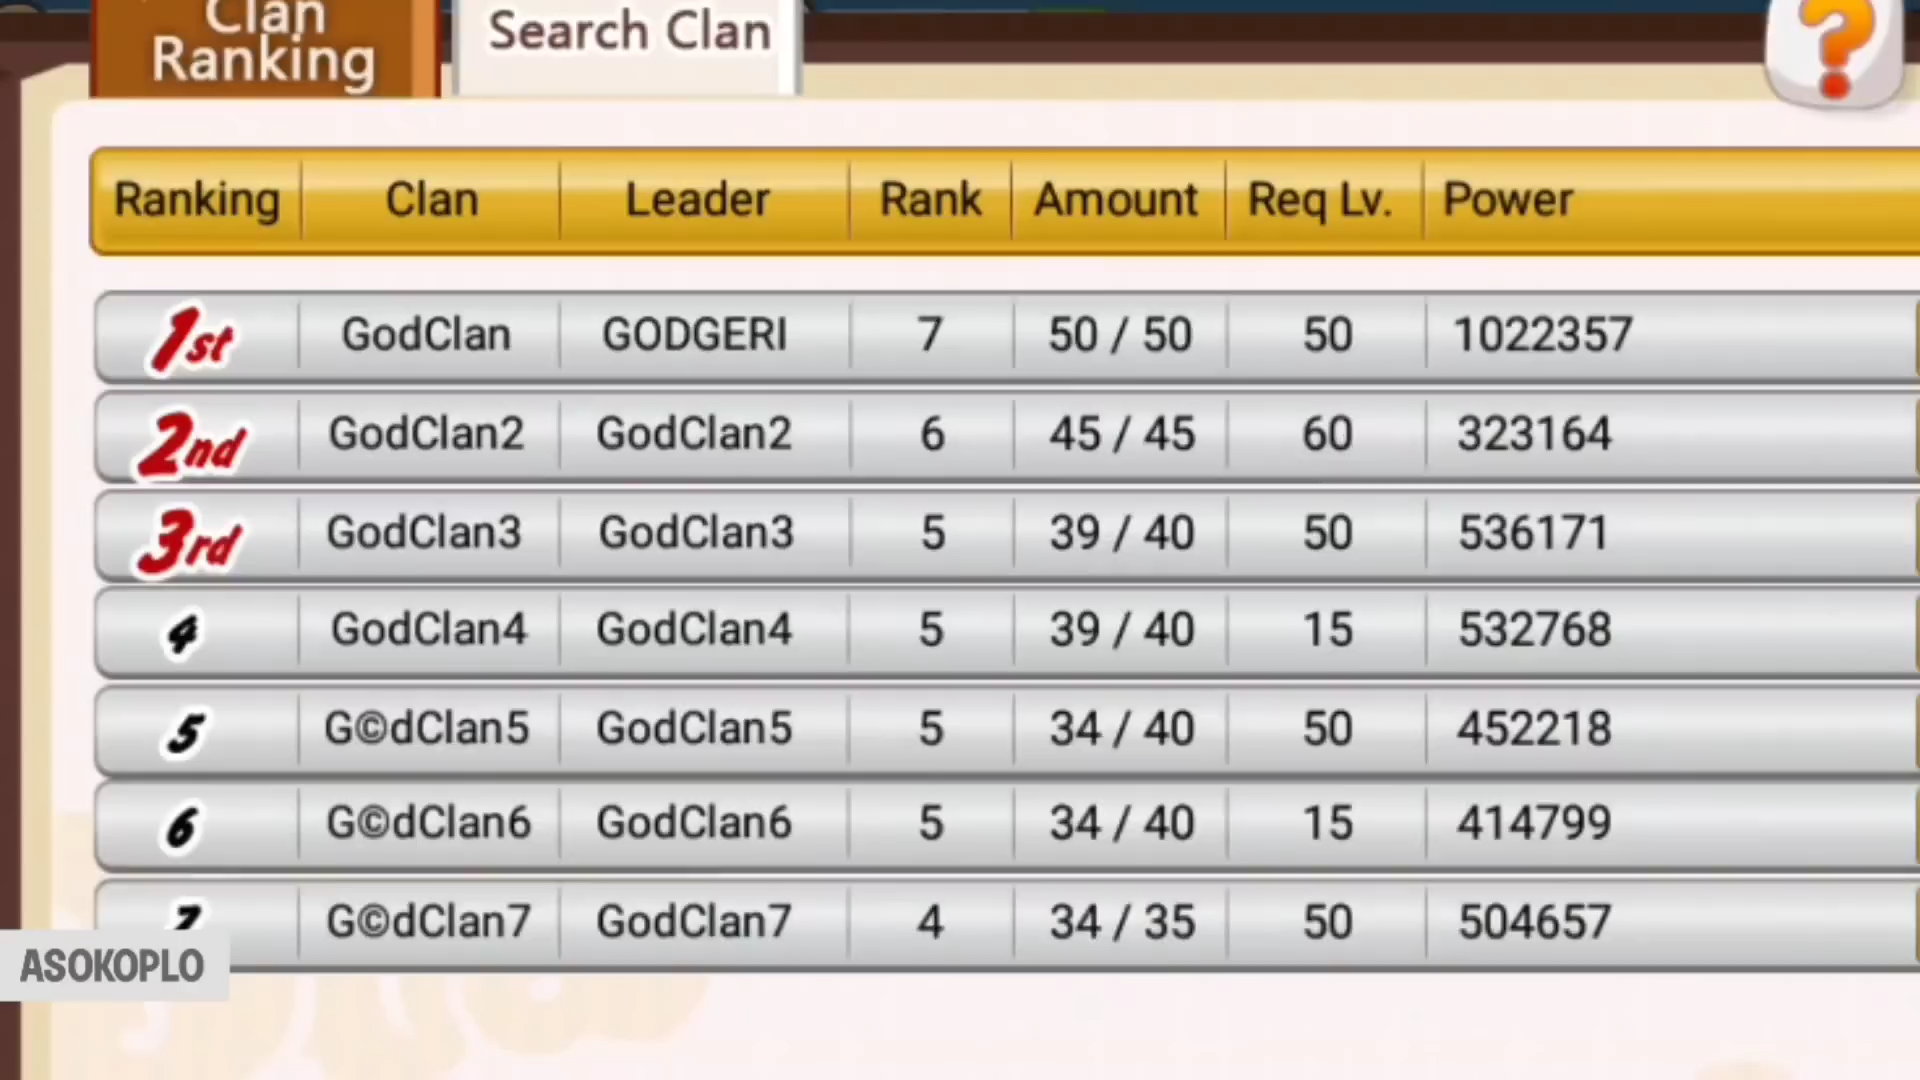 Clan Ranking
Search Clan
?
Ranking Clan Leader Rank Amount Req Lv. Power
1st GodClan GODGERI 7 50 / 50 50 1022357
2nd GodClan2 GodClan2 6 45 / 45 60 323164
3rd GodClan3 GodClan3 5 39 / 40 50 536171
4 GodClan4 GodClan4 5 39 / 40 15 532768
5 G©dClan5 GodClan5 5 34 / 40 50 452218
6 G©dClan6 GodClan6 5 34 / 40 15 414799
7 G©dClan7 GodClan7 4 34 / 35 50 504657
ASOKOPLO